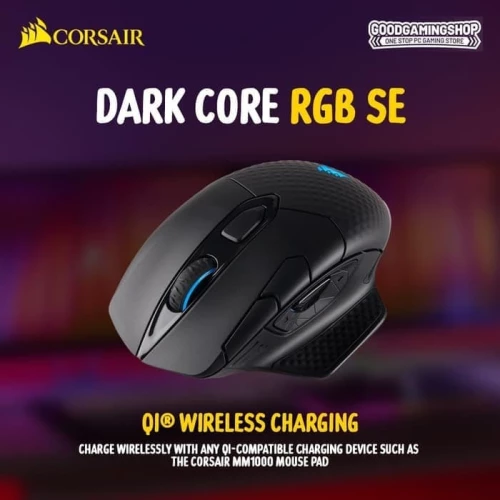 CORSAIR
GOODGAMINGSHOP
ONE STOP PC GAMING STORE
DARK CORE RGB SE
QI® WIRELESS CHARGING
CHARGE WIRELESSLY WITH ANY QI-COMPATIBLE CHARGING DEVICE SUCH AS
THE CORSAIR MM1000 MOUSE PAD